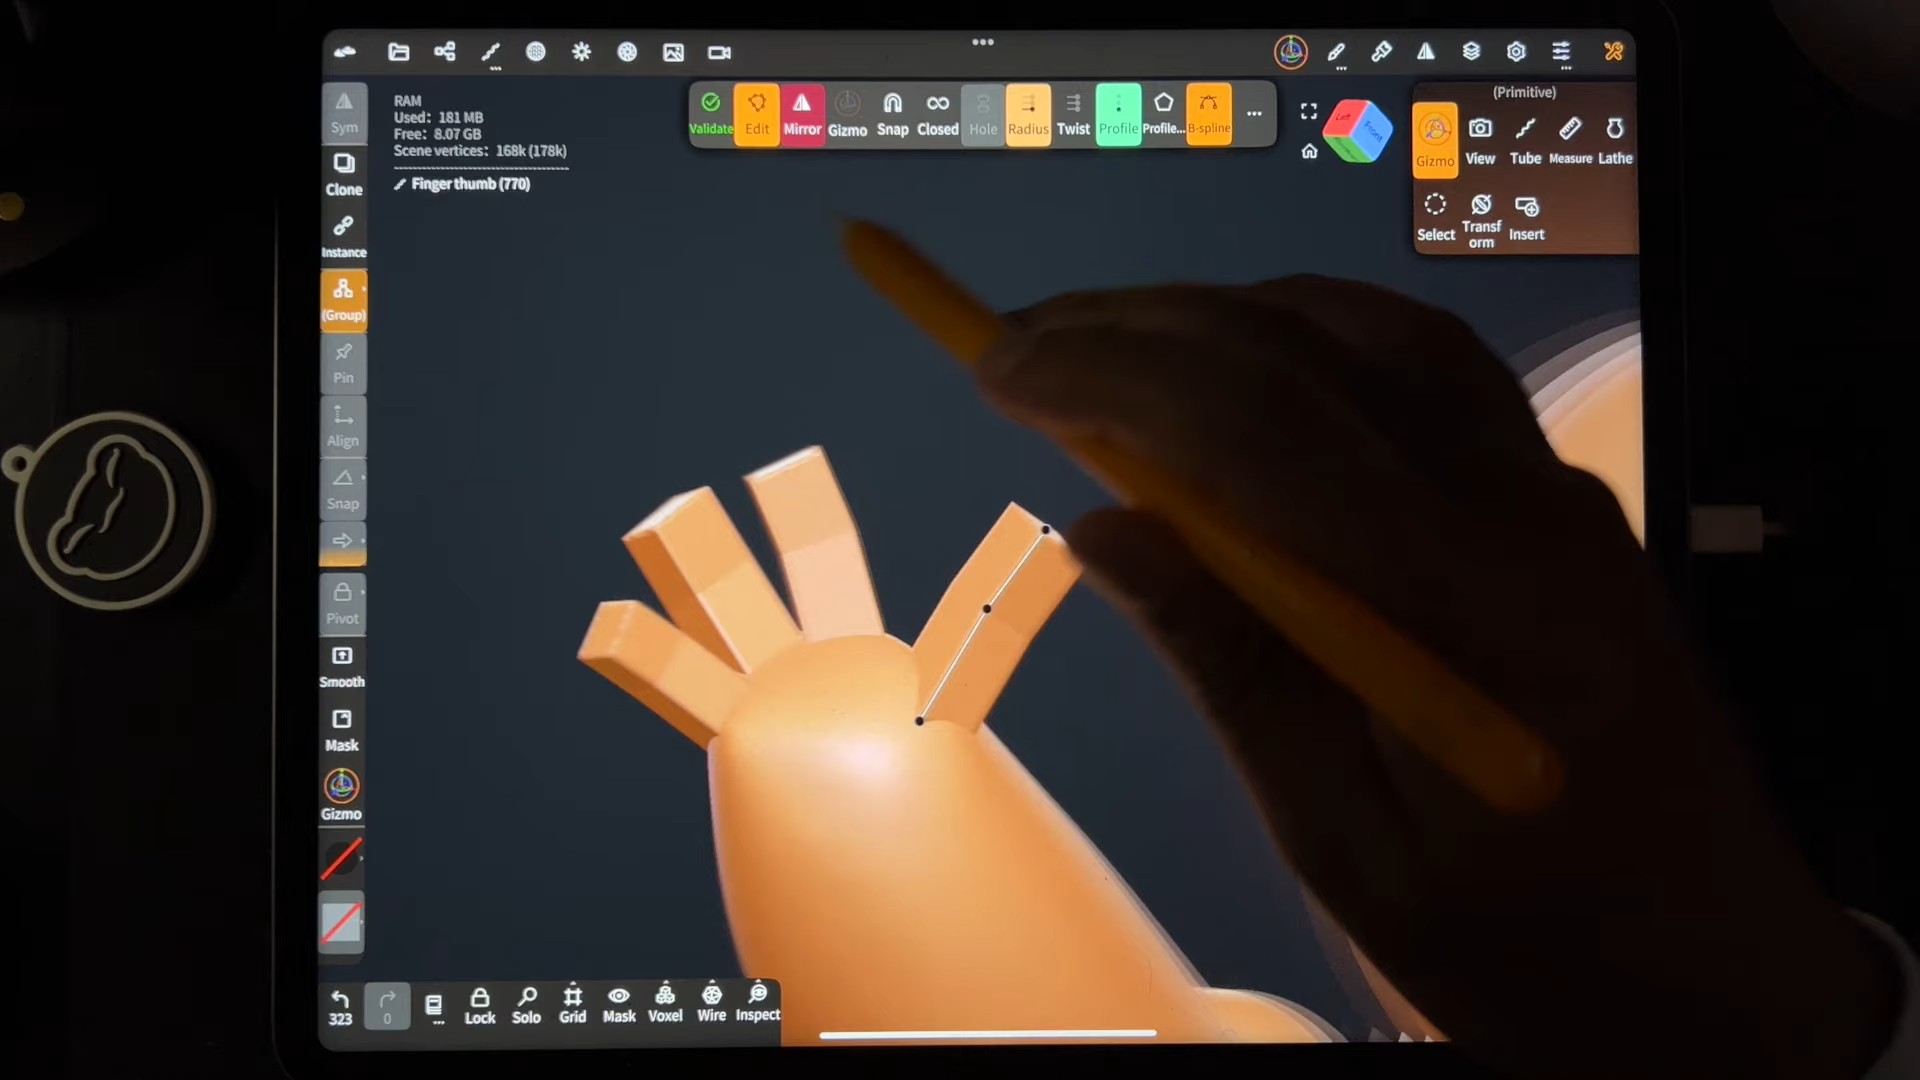 RAM
Used: 181 MB
Free: 8.07 GB
Scene vertices: 168k (178k)
Finger thumb (770)
Validate
Edit
Mirror
Gizmo
Snap
Closed
Hole
Radius
Twist
Profile
Profile...
B-spline
...
Left
Front
(Primitive)
Gizmo
View
Tube
Measure
Lathe
Select
Transf
orm
Insert
Sym
Clone
Instance
(Group)
Pin
Align
Snap
Pivot
Smooth
Mask
Gizmo
323
0
Lock
Solo
Grid
Mask
Voxel
Wire
Inspect